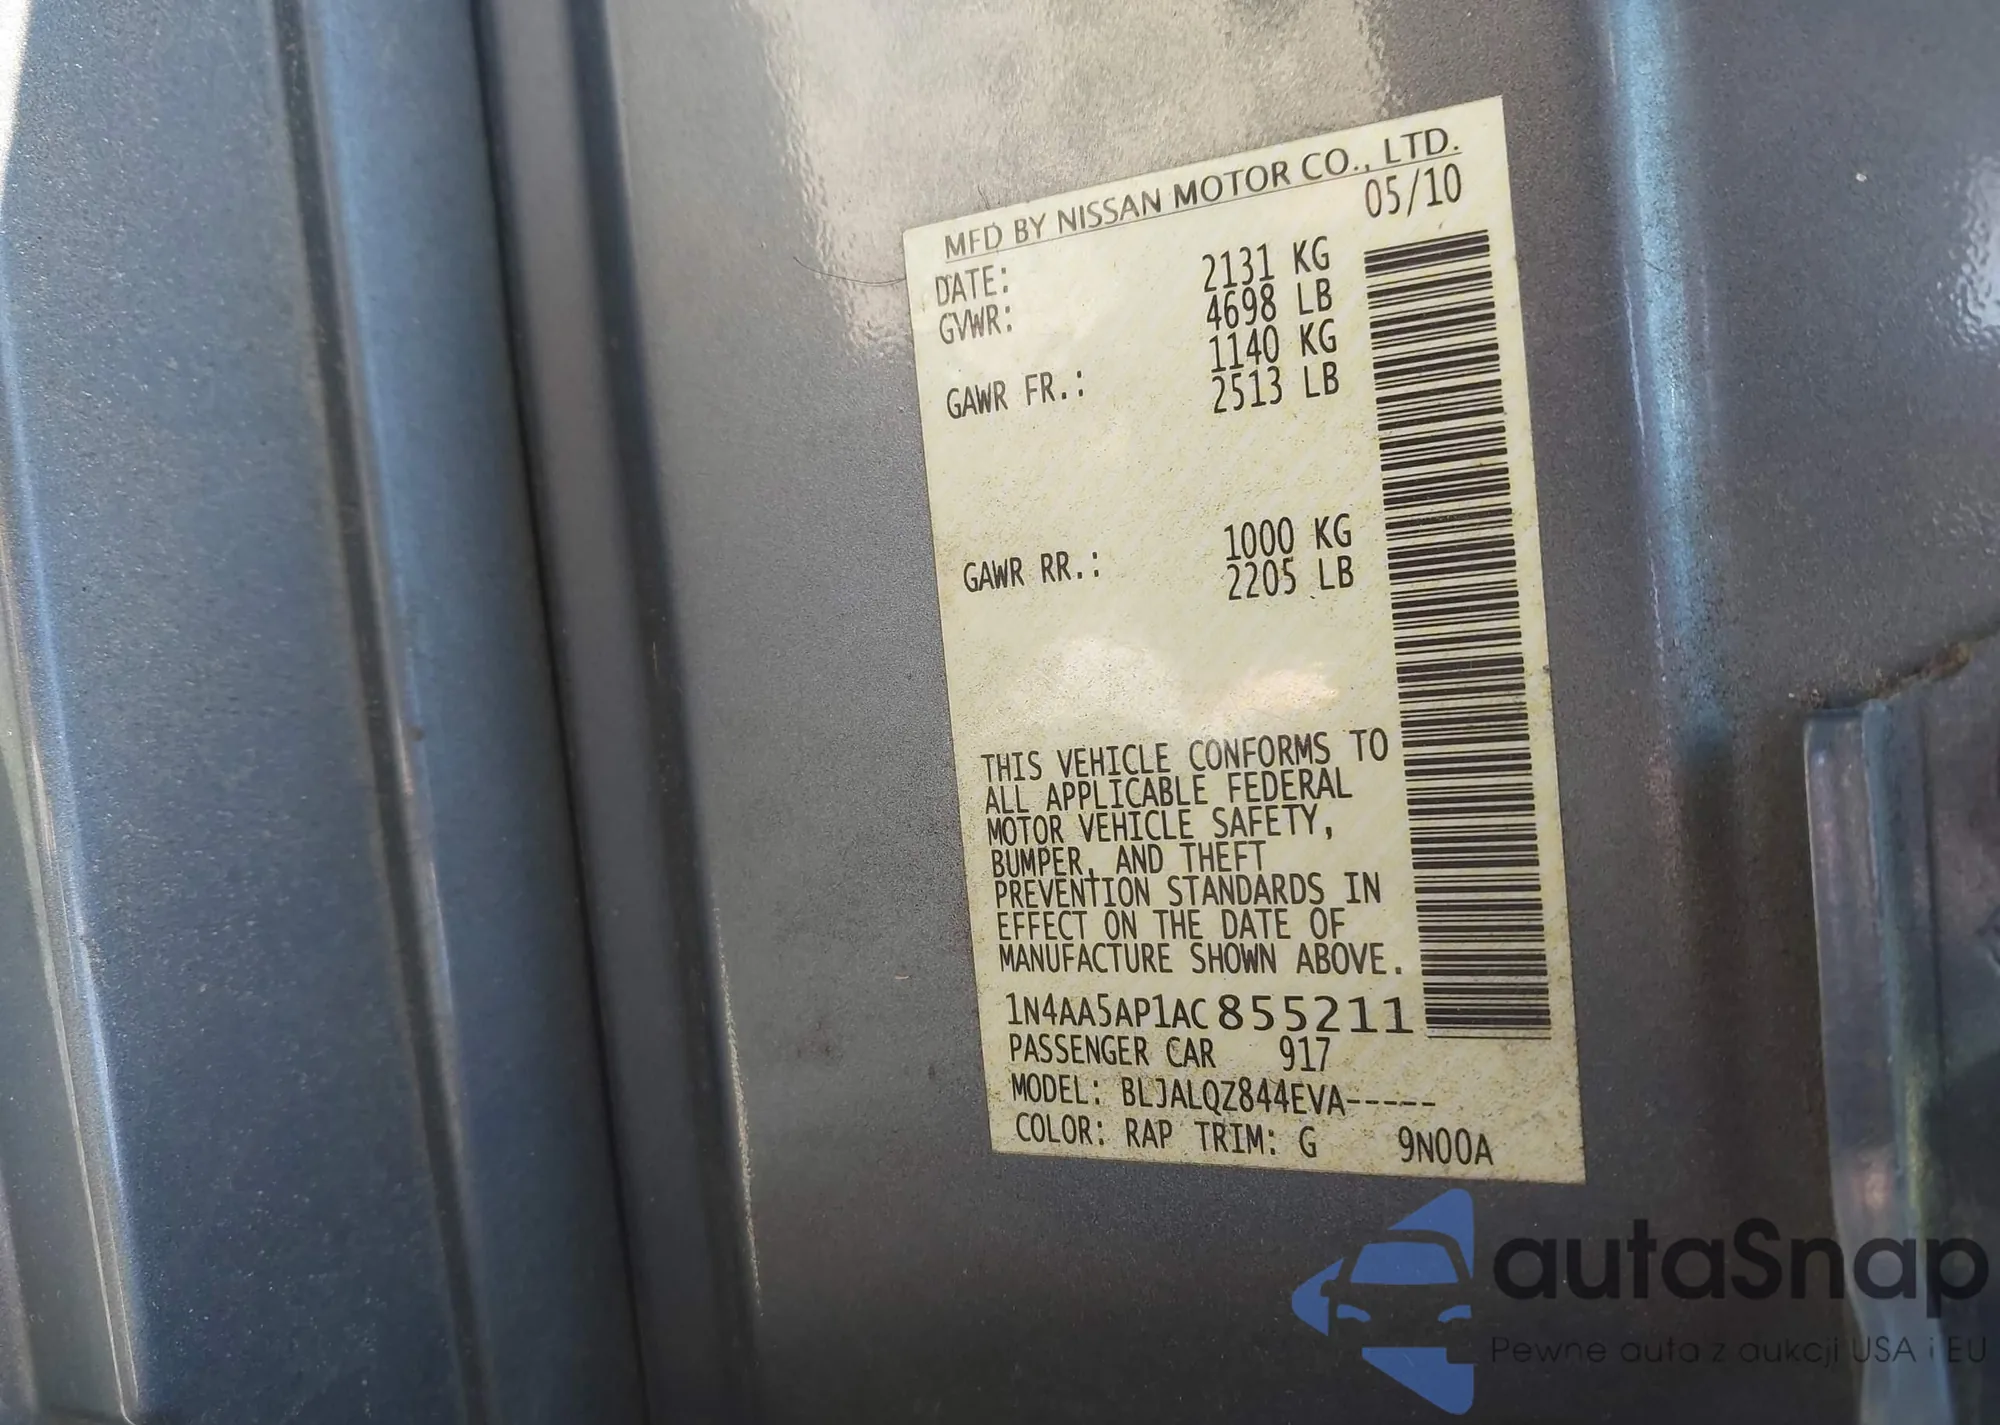 MFD BY NISSAN MOTOR CO., LTD.
DATE: 05/10
GVWR: 2131 KG
4698 LB
GAWR FR.: 1140 KG
2513 LB
GAWR RR.: 1000 KG
2205 LB
THIS VEHICLE CONFORMS TO
ALL APPLICABLE FEDERAL
MOTOR VEHICLE SAFETY,
BUMPER, AND THEFT
PREVENTION STANDARDS IN
EFFECT ON THE DATE OF
MANUFACTURE SHOWN ABOVE.
1N4AA5AP1AC855211
PASSENGER CAR 917
MODEL: BLJALQZ844EVA-----
COLOR: RAP TRIM: G 9N00A
autaSnap
Pewne auta z aukcji USA i EU